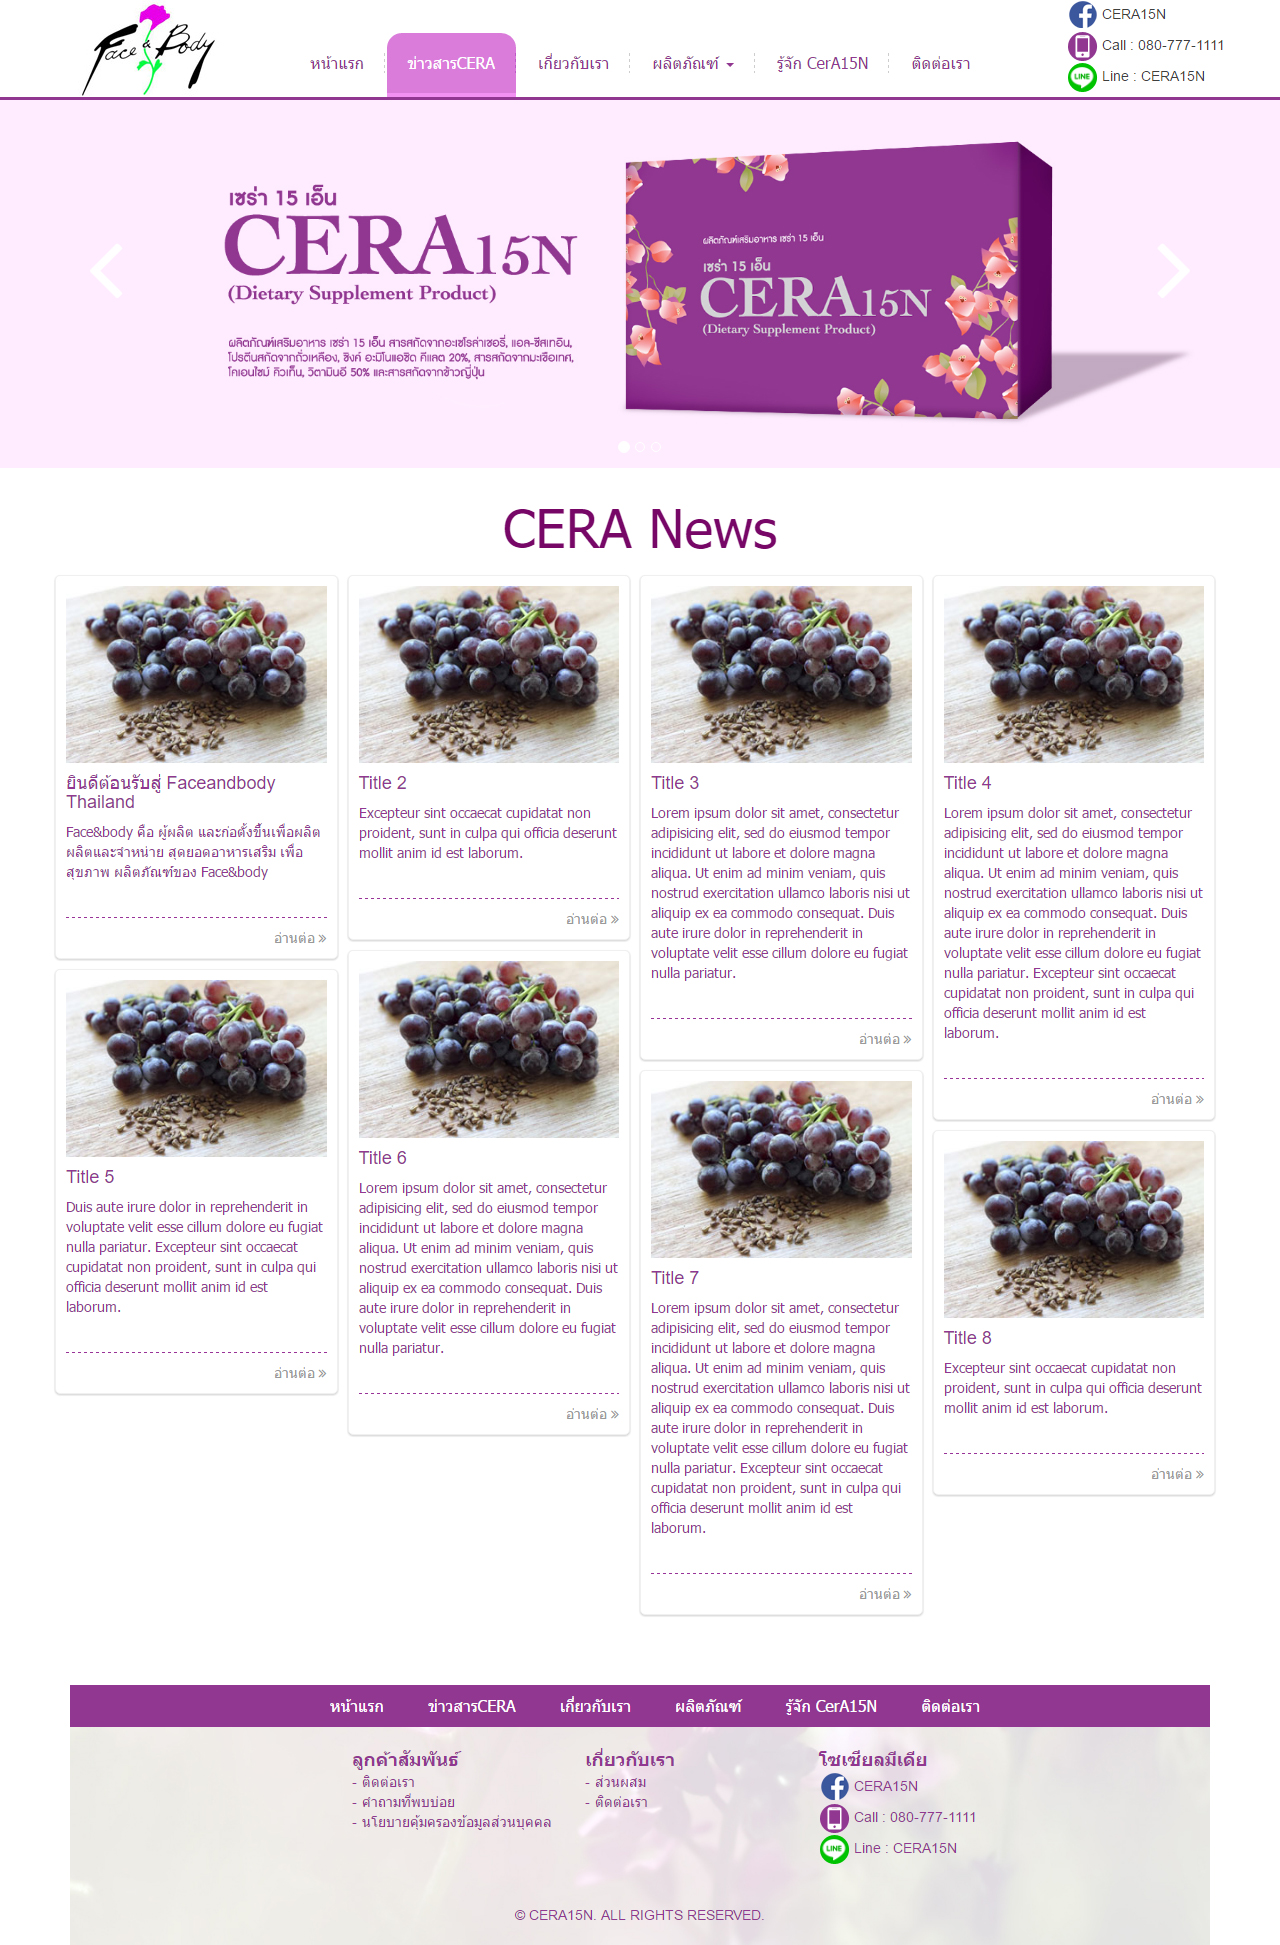 Face & Body
หน้าแรก
ข่าวสารCERA
เกี่ยวกับเรา
ผลิตภัณฑ์
รู้จัก CerA15N
ติดต่อเรา
CERA15N
Call : 080-777-1111
LINE
Line : CERA15N
เซร่า 15 เอ็น
CERA15N
(Dietary Supplement Product)
ผลิตภัณฑ์เสริมอาหาร เซร่า 15 เอ็น สารสกัดจากอะเซโรล่าเชอรี่, แอล-ซีสเทอีน,
โปรตีนสกัดจากถั่วเหลือง, ซิงค์ อะมิโนแอซิด คีเลต 20%, สารสกัดจากมะเขือเทศ,
โคเอนไซม์ คิวเท็น, วิตามินอี 50% และสารสกัดจากข้าวญี่ปุ่น
ผลิตภัณฑ์เสริมอาหาร เซร่า 15 เอ็น
เซร่า 15 เอ็น
CERA15N
(Dietary Supplement Product)
CERA News
ยินดีต้อนรับสู่ Faceandbody
Thailand
Face&body คือ ผู้ผลิต และก่อตั้งขึ้นเพื่อผลิต
ผลิตและจำหน่าย สุดยอดอาหารเสริม เพื่อ
สุขภาพ ผลิตภัณฑ์ของ Face&body
อ่านต่อ »
Title 2
Excepteur sint occaecat cupidatat non
proident, sunt in culpa qui officia deserunt
mollit anim id est laborum.
อ่านต่อ »
Title 3
Lorem ipsum dolor sit amet, consectetur
adipisicing elit, sed do eiusmod tempor
incididunt ut labore et dolore magna
aliqua. Ut enim ad minim veniam, quis
nostrud exercitation ullamco laboris nisi ut
aliquip ex ea commodo consequat. Duis
aute irure dolor in reprehenderit in
voluptate velit esse cillum dolore eu fugiat
nulla pariatur.
อ่านต่อ »
Title 4
Lorem ipsum dolor sit amet, consectetur
adipisicing elit, sed do eiusmod tempor
incididunt ut labore et dolore magna
aliqua. Ut enim ad minim veniam, quis
nostrud exercitation ullamco laboris nisi ut
aliquip ex ea commodo consequat. Duis
aute irure dolor in reprehenderit in
voluptate velit esse cillum dolore eu fugiat
nulla pariatur. Excepteur sint occaecat
cupidatat non proident, sunt in culpa qui
officia deserunt mollit anim id est
laborum.
อ่านต่อ »
Title 5
Duis aute irure dolor in reprehenderit in
voluptate velit esse cillum dolore eu fugiat
nulla pariatur. Excepteur sint occaecat
cupidatat non proident, sunt in culpa qui
officia deserunt mollit anim id est
laborum.
อ่านต่อ »
Title 6
Lorem ipsum dolor sit amet, consectetur
adipisicing elit, sed do eiusmod tempor
incididunt ut labore et dolore magna
aliqua. Ut enim ad minim veniam, quis
nostrud exercitation ullamco laboris nisi ut
aliquip ex ea commodo consequat. Duis
aute irure dolor in reprehenderit in
voluptate velit esse cillum dolore eu fugiat
nulla pariatur.
อ่านต่อ »
Title 7
Lorem ipsum dolor sit amet, consectetur
adipisicing elit, sed do eiusmod tempor
incididunt ut labore et dolore magna
aliqua. Ut enim ad minim veniam, quis
nostrud exercitation ullamco laboris nisi ut
aliquip ex ea commodo consequat. Duis
aute irure dolor in reprehenderit in
voluptate velit esse cillum dolore eu fugiat
nulla pariatur. Excepteur sint occaecat
cupidatat non proident, sunt in culpa qui
officia deserunt mollit anim id est
laborum.
อ่านต่อ »
Title 8
Excepteur sint occaecat cupidatat non
proident, sunt in culpa qui officia deserunt
mollit anim id est laborum.
อ่านต่อ »
หน้าแรก
ข่าวสารCERA
เกี่ยวกับเรา
ผลิตภัณฑ์
รู้จัก CerA15N
ติดต่อเรา
ลูกค้าสัมพันธ์
- ติดต่อเรา
- คำถามที่พบบ่อย
- นโยบายคุ้มครองข้อมูลส่วนบุคคล
เกี่ยวกับเรา
- ส่วนผสม
- ติดต่อเรา
โซเซียลมีเดีย
CERA15N
Call : 080-777-1111
LINE
Line : CERA15N
© CERA15N. ALL RIGHTS RESERVED.